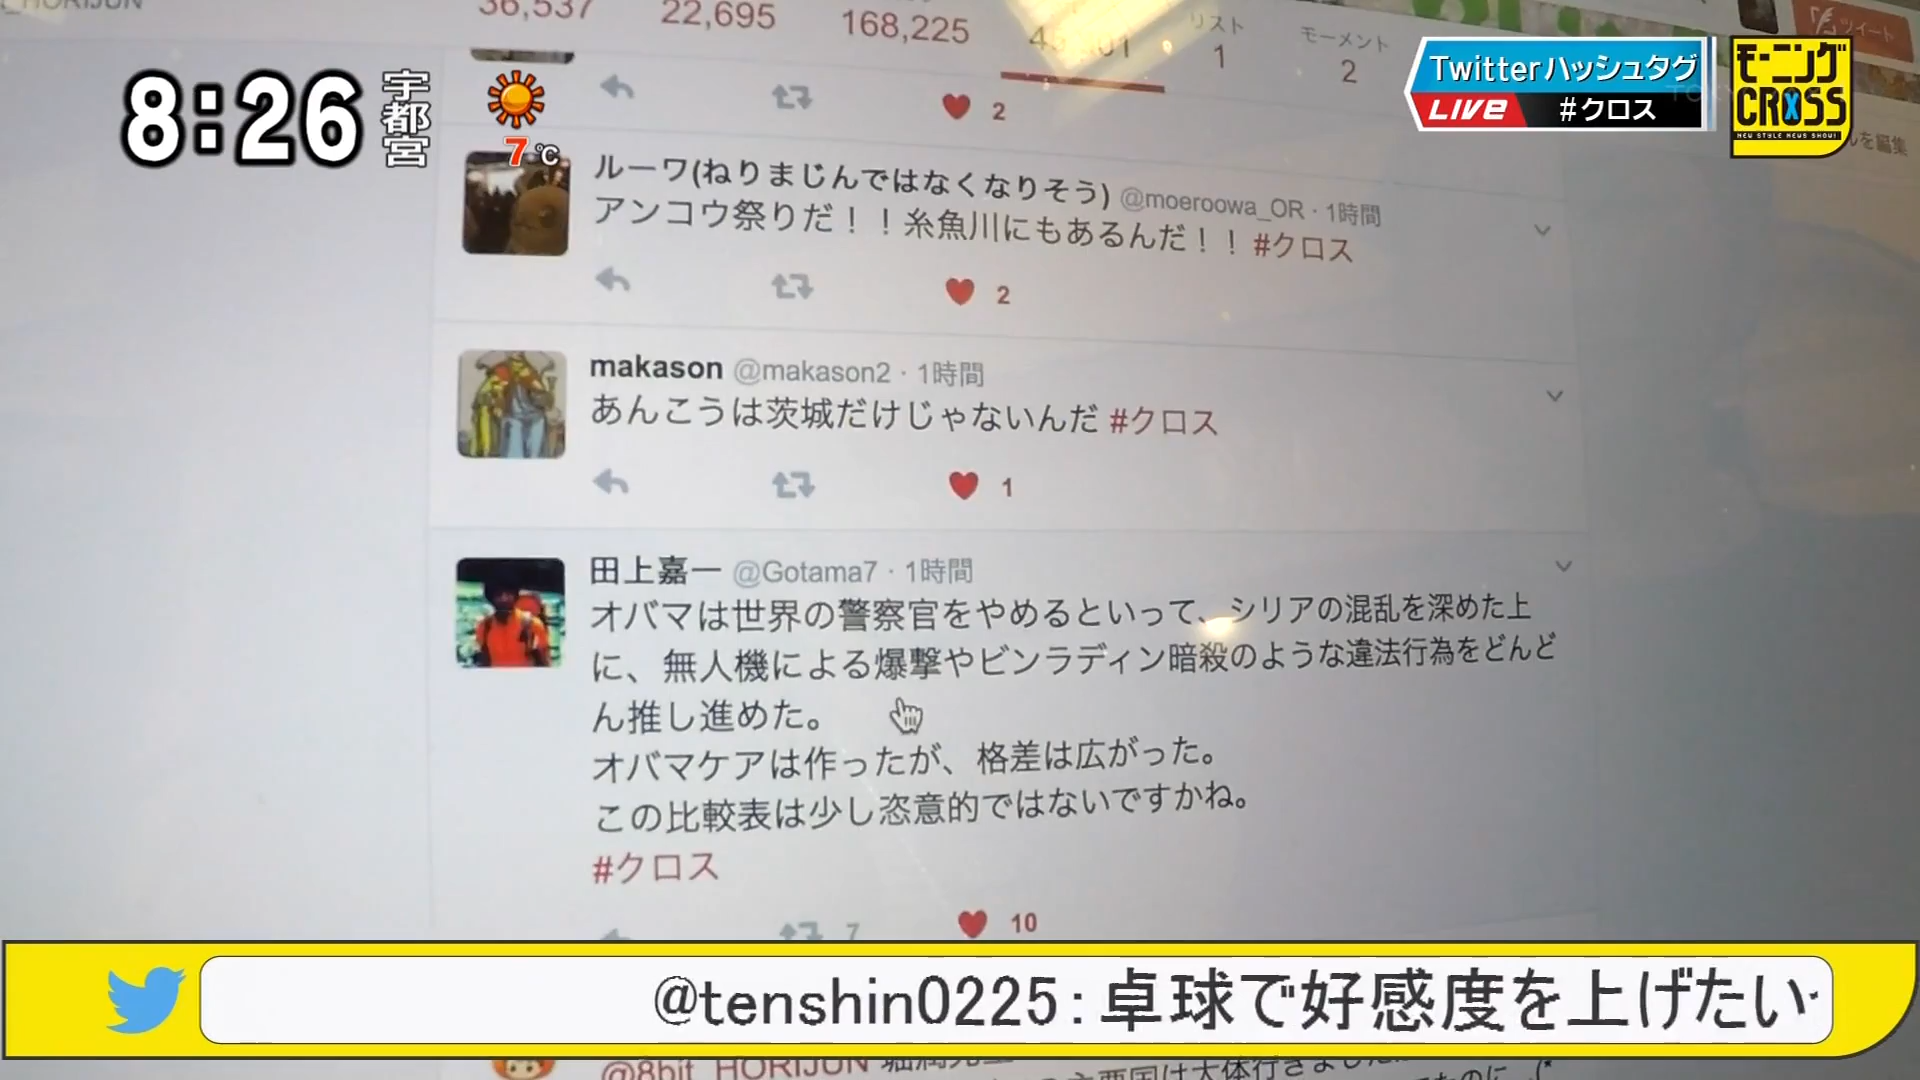 36,537
22,695
168,225
リスト
1
モーメント
2
ツイート
8:26
宇都宮
7℃
Twitterハッシュタグ
LIVE #クロス
モーニング
CROSS
NEW STYLE NEWS SHOW!
を編集
2
ルーワ(ねりまじんではなくなりそう) @moeroowa_OR · 1時間
アンコウ祭りだ！！糸魚川にもあるんだ！！ #クロス
2
makason @makason2 · 1時間
あんこうは茨城だけじゃないんだ #クロス
1
田上嘉一 @Gotama7 · 1時間
オバマは世界の警察官をやめるといって、シリアの混乱を深めた上
に、無人機による爆撃やビンラディン暗殺のような違法行為をどんど
ん推し進めた。
オバマケアは作ったが、格差は広がった。
この比較表は少し恣意的ではないですかね。
#クロス
7
10
@tenshin0225：卓球で好感度を上げたい
@8bit_HORIJUN